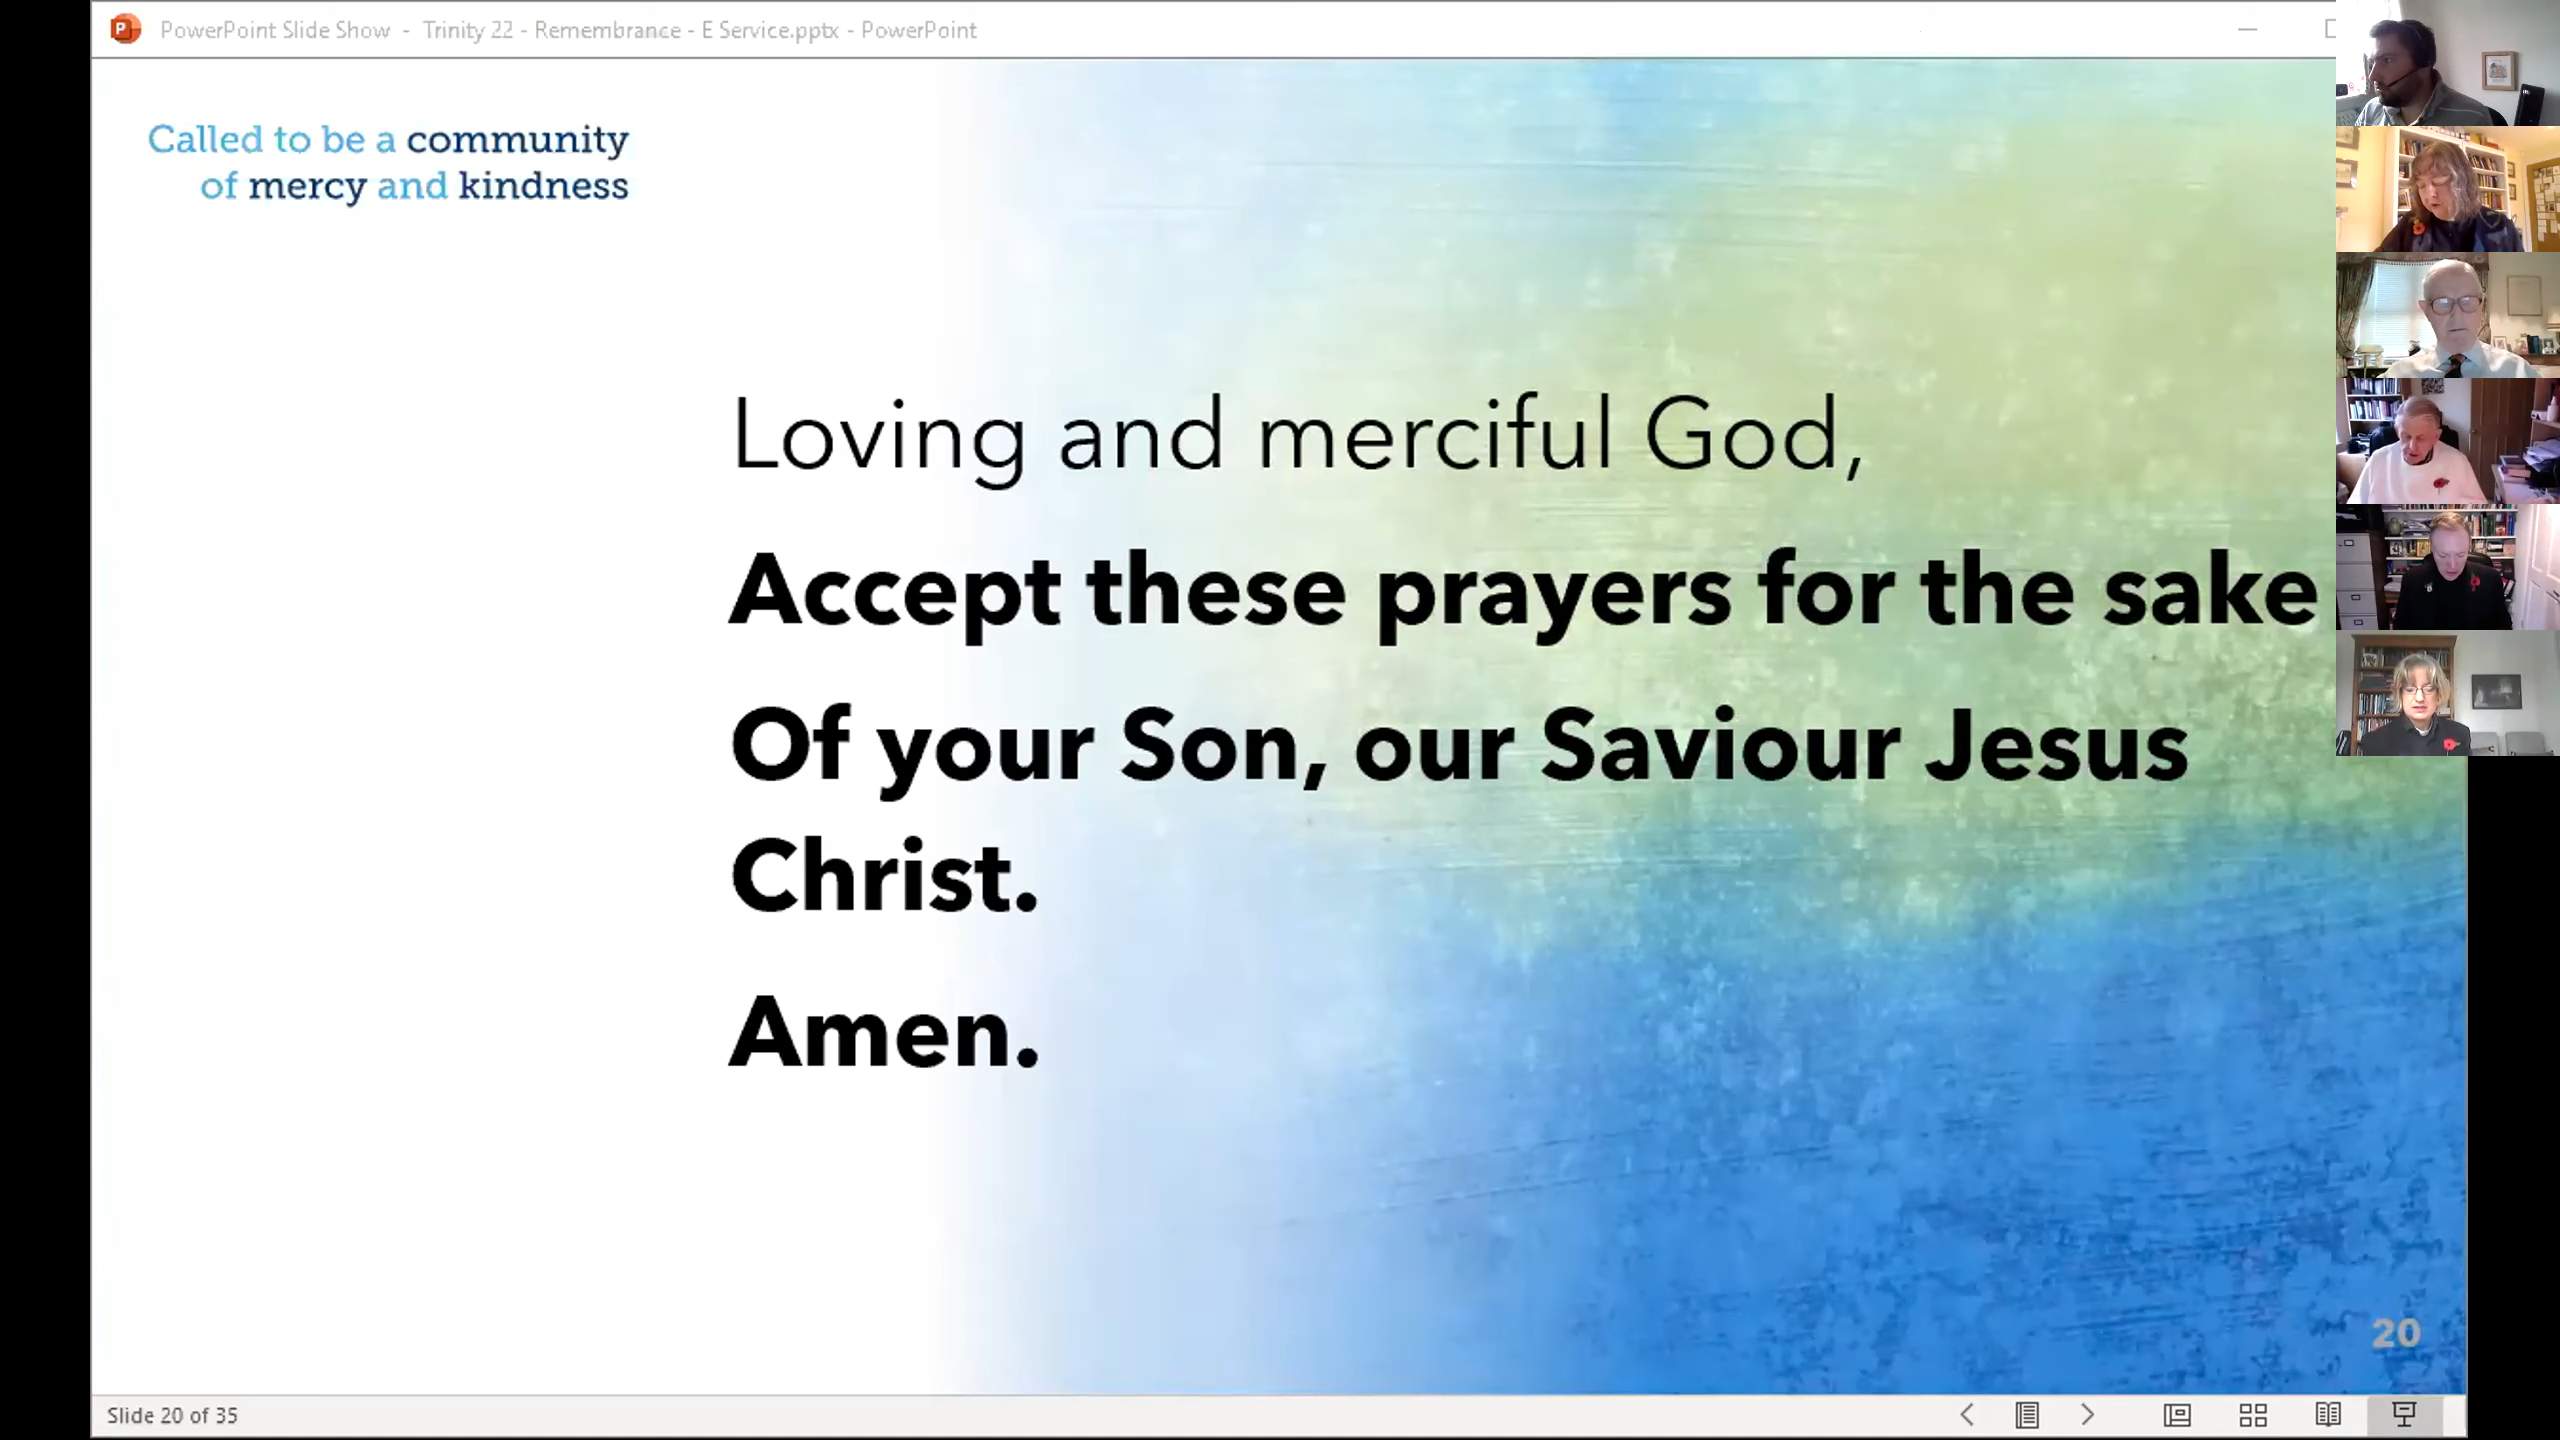 PowerPoint Slide Show - Trinity 22 - Remembrance - E Service.pptx - PowerPoint
Called to be a community
of mercy and kindness
Loving and merciful God,
Accept these prayers for the sake
Of your Son, our Saviour Jesus
Christ.
Amen.
20
Slide 20 of 35